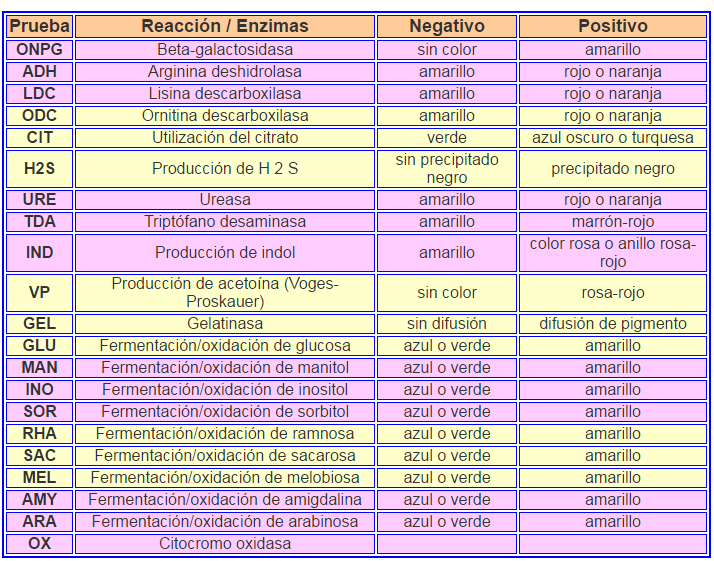 Prueba Reacción / Enzimas Negativo Positivo
ONPG Beta-galactosidasa sin color amarillo
ADH Arginina deshidrolasa amarillo rojo o naranja
LDC Lisina descarboxilasa amarillo rojo o naranja
ODC Ornitina descarboxilasa amarillo rojo o naranja
CIT Utilización del citrato verde azul oscuro o turquesa
H2S Producción de H 2 S sin precipitado negro precipitado negro
URE Ureasa amarillo rojo o naranja
TDA Triptófano desaminasa amarillo marrón-rojo
IND Producción de indol amarillo color rosa o anillo rosa-rojo
VP Producción de acetoína (Voges-Proskauer) sin color rosa-rojo
GEL Gelatinasa sin difusión difusión de pigmento
GLU Fermentación/oxidación de glucosa azul o verde amarillo
MAN Fermentación/oxidación de manitol azul o verde amarillo
INO Fermentación/oxidación de inositol azul o verde amarillo
SOR Fermentación/oxidación de sorbitol azul o verde amarillo
RHA Fermentación/oxidación de ramnosa azul o verde amarillo
SAC Fermentación/oxidación de sacarosa azul o verde amarillo
MEL Fermentación/oxidación de melobiosa azul o verde amarillo
AMY Fermentación/oxidación de amigdalina azul o verde amarillo
ARA Fermentación/oxidación de arabinosa azul o verde amarillo
OX Citocromo oxidasa